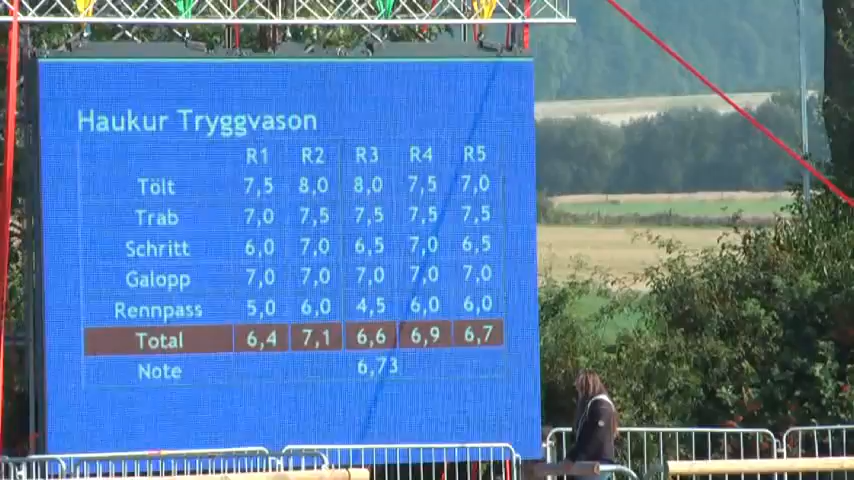 Haukur Tryggvason
R1 R2 R3 R4 R5
Tölt 7,5 8,0 8,0 7,5 7,0
Trab 7,0 7,5 7,5 7,5 7,5
Schritt 6,0 7,0 6,5 7,0 6,5
Galopp 7,0 7,0 7,0 7,0 7,0
Rennpass 5,0 6,0 4,5 6,0 6,0
Total 6,4 7,1 6,6 6,9 6,7
Note 6,73